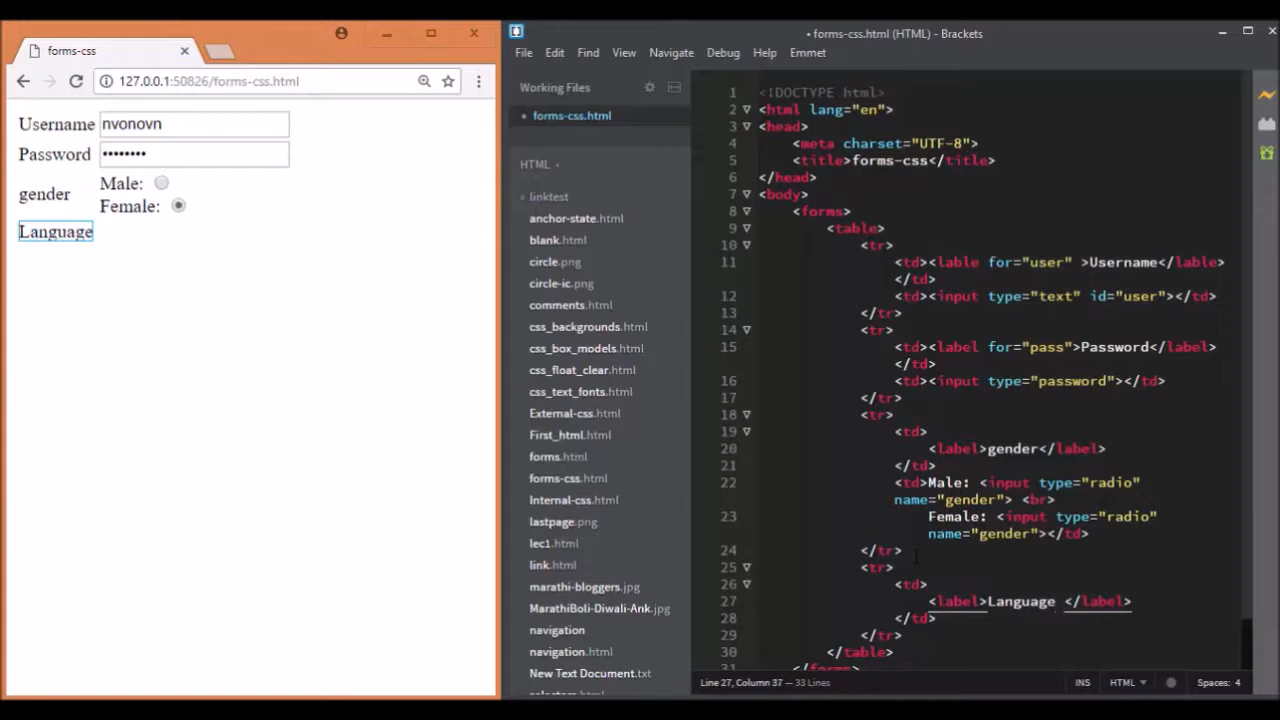 forms-css
127.0.0.1:50826/forms-css.html
Username nvonovn
Password ••••••••
gender
Male:
Female:
Language
• forms-css.html (HTML) - Brackets
File Edit Find View Navigate Debug Help Emmet
Working Files
• forms-css.html
HTML
linktest
anchor-state.html
blank.html
circle.png
circle-ic.png
comments.html
css_backgrounds.html
css_box_models.html
css_float_clear.html
css_text_fonts.html
External-css.html
First_html.html
forms.html
forms-css.html
Internal-css.html
lastpage.png
lec1.html
link.html
marathi-bloggers.jpg
MarathiBoli-Diwali-Ank.jpg
navigation
navigation.html
New Text Document.txt
1 <!DOCTYPE html>
2 <html lang="en">
3 <head>
4 <meta charset="UTF-8">
5 <title>forms-css</title>
6 </head>
7 <body>
8 <forms>
9 <table>
10 <tr>
11 <td><lable for="user" >Username</lable>
</td>
12 <td><input type="text" id="user"></td>
13 </tr>
14 <tr>
15 <td><label for="pass">Password</label>
</td>
16 <td><input type="password"></td>
17 </tr>
18 <tr>
19 <td>
20 <label>gender</label>
21 </td>
22 <td>Male: <input type="radio"
name="gender"> <br>
23 Female: <input type="radio"
name="gender"></td>
24 </tr>
25 <tr>
26 <td>
27 <label>Language </label>
28 </td>
29 </tr>
30 </table>
31 </forms>
Line 27, Column 37 — 33 Lines
INS HTML Spaces: 4